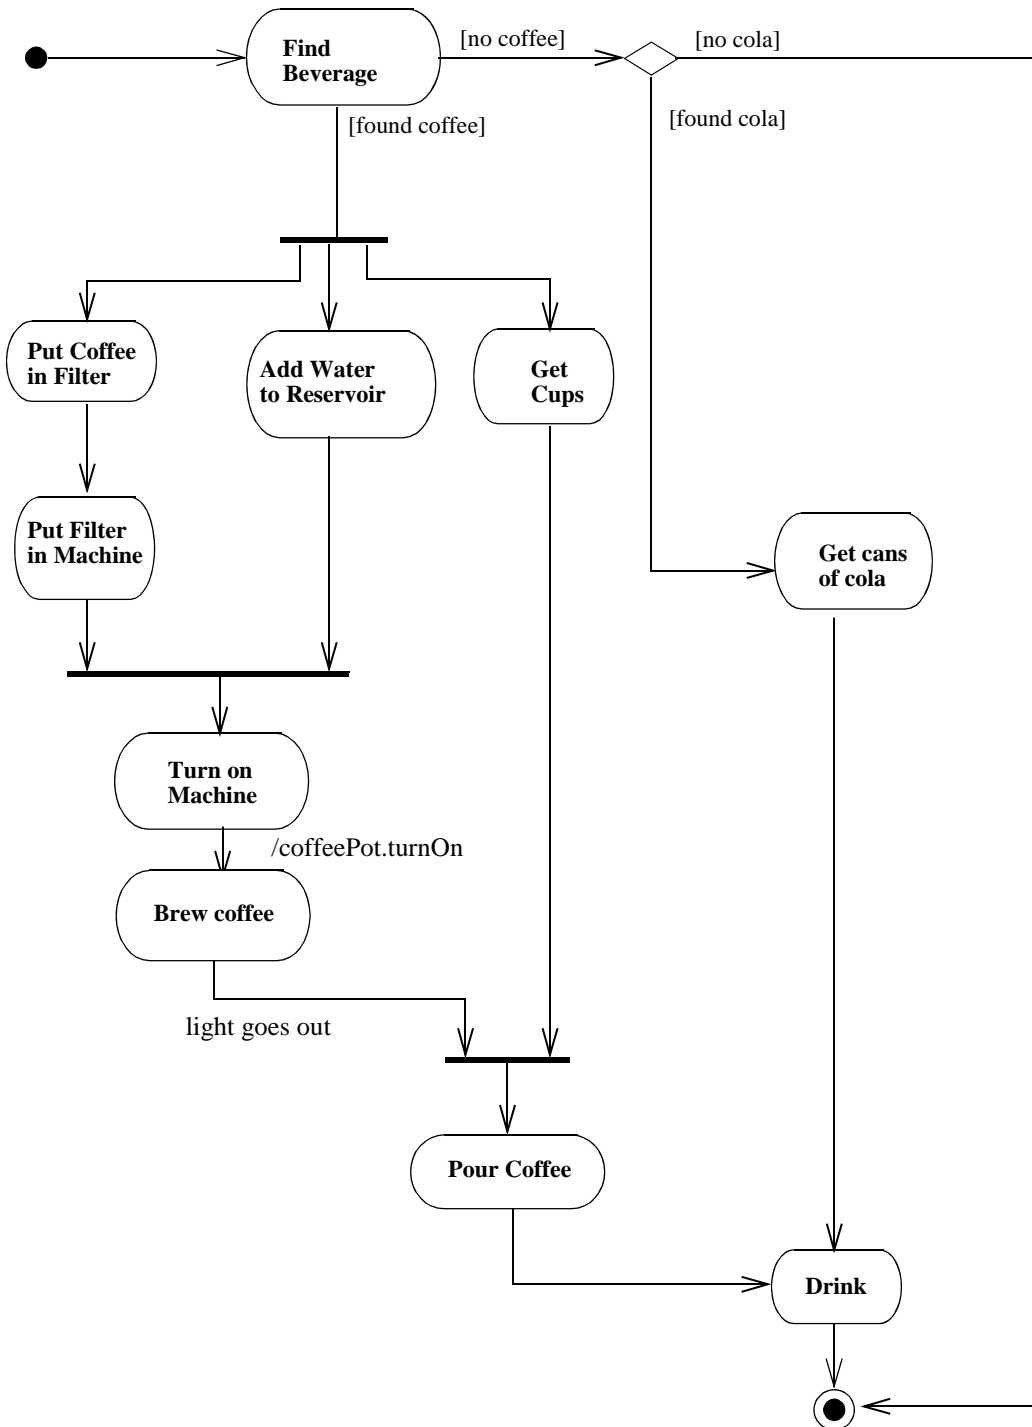 Find
Beverage
[no coffee]
[no cola]
[found coffee]
[found cola]
Put Coffee
in Filter
Add Water
to Reservoir
Get
Cups
Put Filter
in Machine
Get cans
of cola
Turn on
Machine
/coffeePot.turnOn
Brew coffee
light goes out
Pour Coffee
Drink